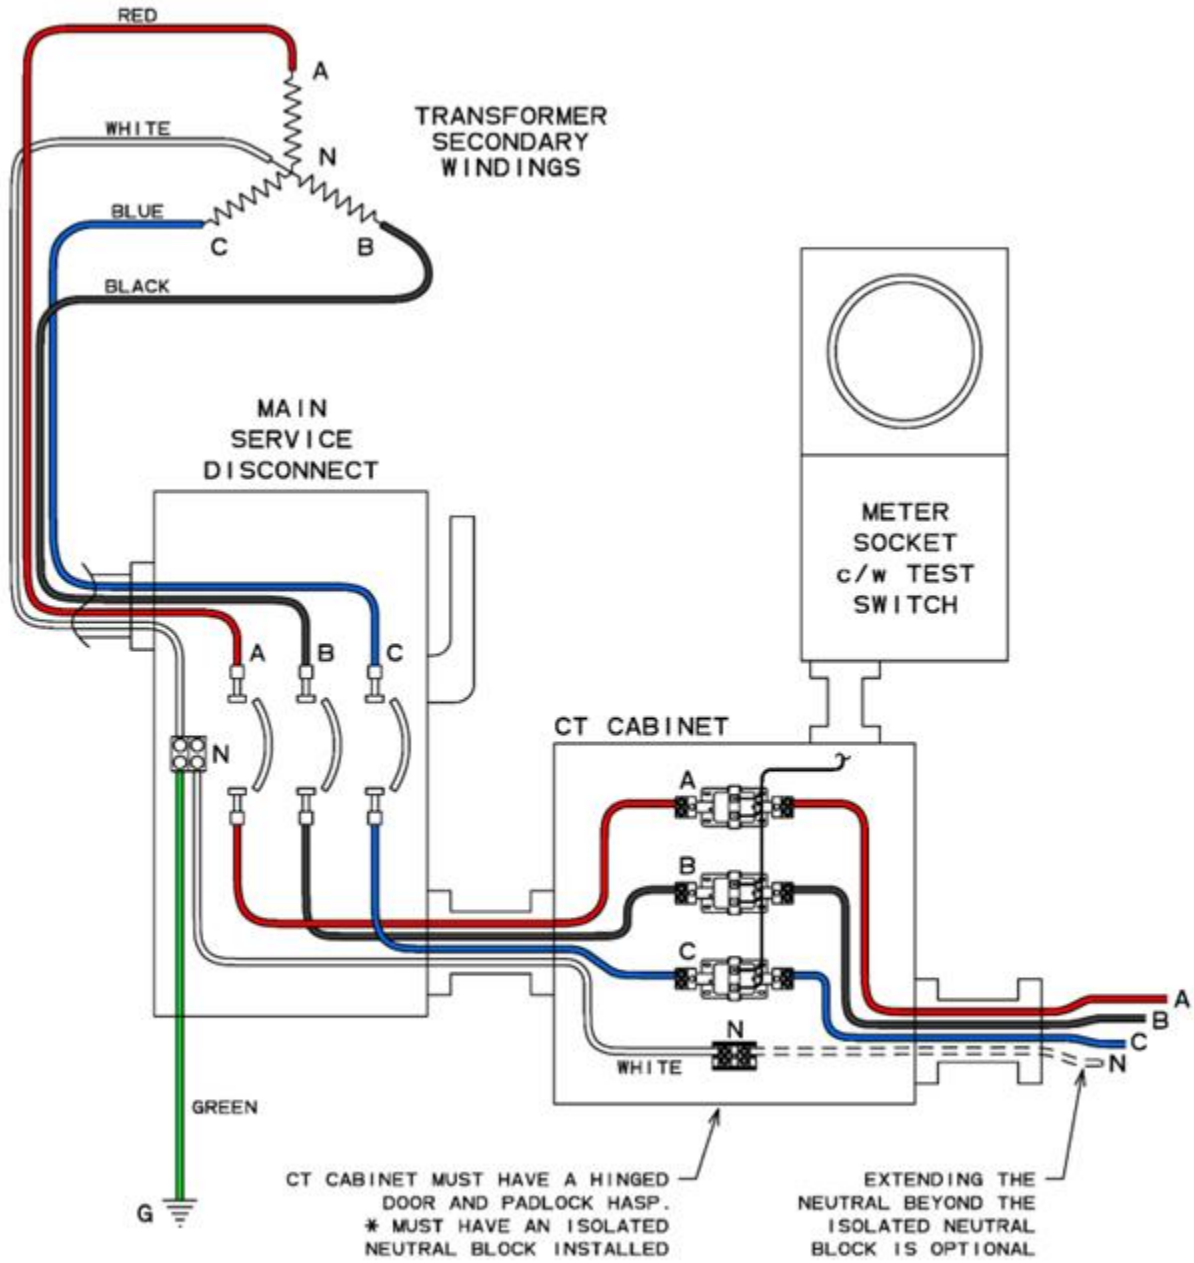 RED
A
WHITE
N
TRANSFORMER
SECONDARY
WINDINGS
BLUE
C
B
BLACK
MAIN
SERVICE
DISCONNECT
METER
SOCKET
c/w TEST
SWITCH
A
B
C
N
CT CABINET
A
B
C
N
WHITE
A
B
C
N
GREEN
G
CT CABINET MUST HAVE A HINGED
DOOR AND PADLOCK HASP.
* MUST HAVE AN ISOLATED
NEUTRAL BLOCK INSTALLED
EXTENDING THE
NEUTRAL BEYOND THE
ISOLATED NEUTRAL
BLOCK IS OPTIONAL